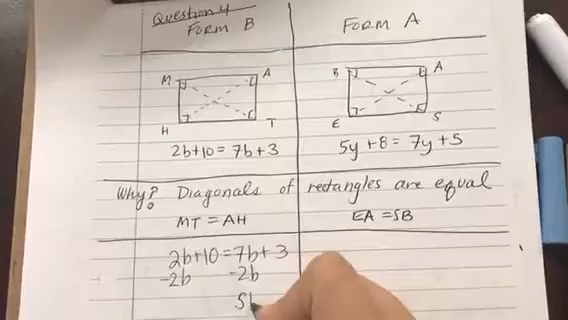 Question 4
FORM B
FORM A
M A
B A
H T
E S
2b+10 = 7b+3
5y+8 = 7y+5
Why? Diagonals of rectangles are equal
MT = AH
EA = SB
2b+10 = 7b+3
-2b -2b
5b